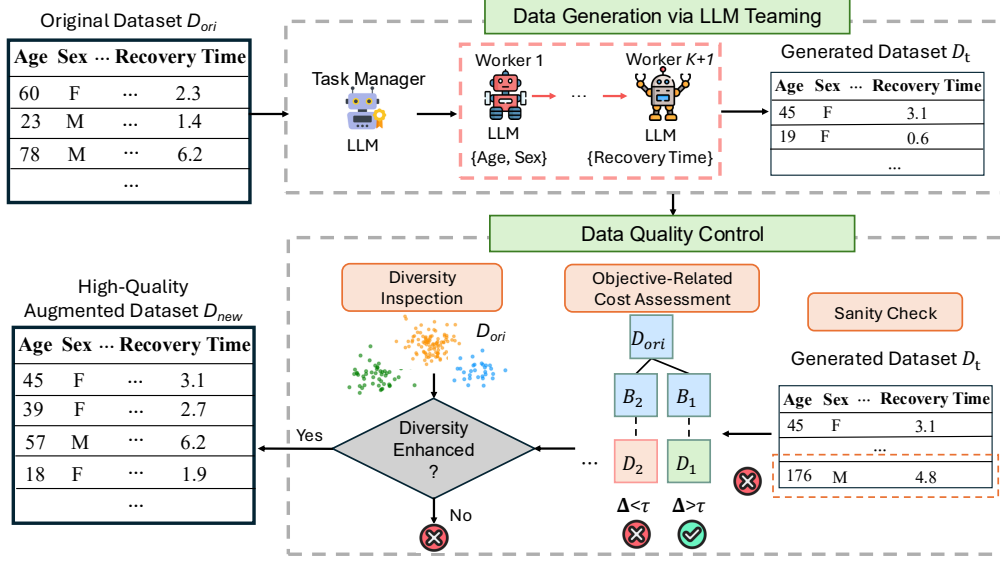 Original Dataset D_ori
Age Sex ··· Recovery Time
60 F ... 2.3
23 M ... 1.4
78 M ... 6.2
...
Data Generation via LLM Teaming
Task Manager
LLM
Worker 1
LLM
{Age, Sex}
...
Worker K+1
LLM
{Recovery Time}
Generated Dataset D_t
Age Sex ··· Recovery Time
45 F 3.1
19 F 0.6
...
Data Quality Control
Sanity Check
Generated Dataset D_t
Age Sex ··· Recovery Time
45 F 3.1
...
176 M 4.8
Objective-Related
Cost Assessment
D_ori
B_2 B_1
D_2 D_1
Δ<τ Δ>τ
...
Diversity
Inspection
D_ori
Diversity
Enhanced
?
Yes
No
High-Quality
Augmented Dataset D_new
Age Sex ··· Recovery Time
45 F ... 3.1
39 F ... 2.7
57 M ... 6.2
18 F ... 1.9
...